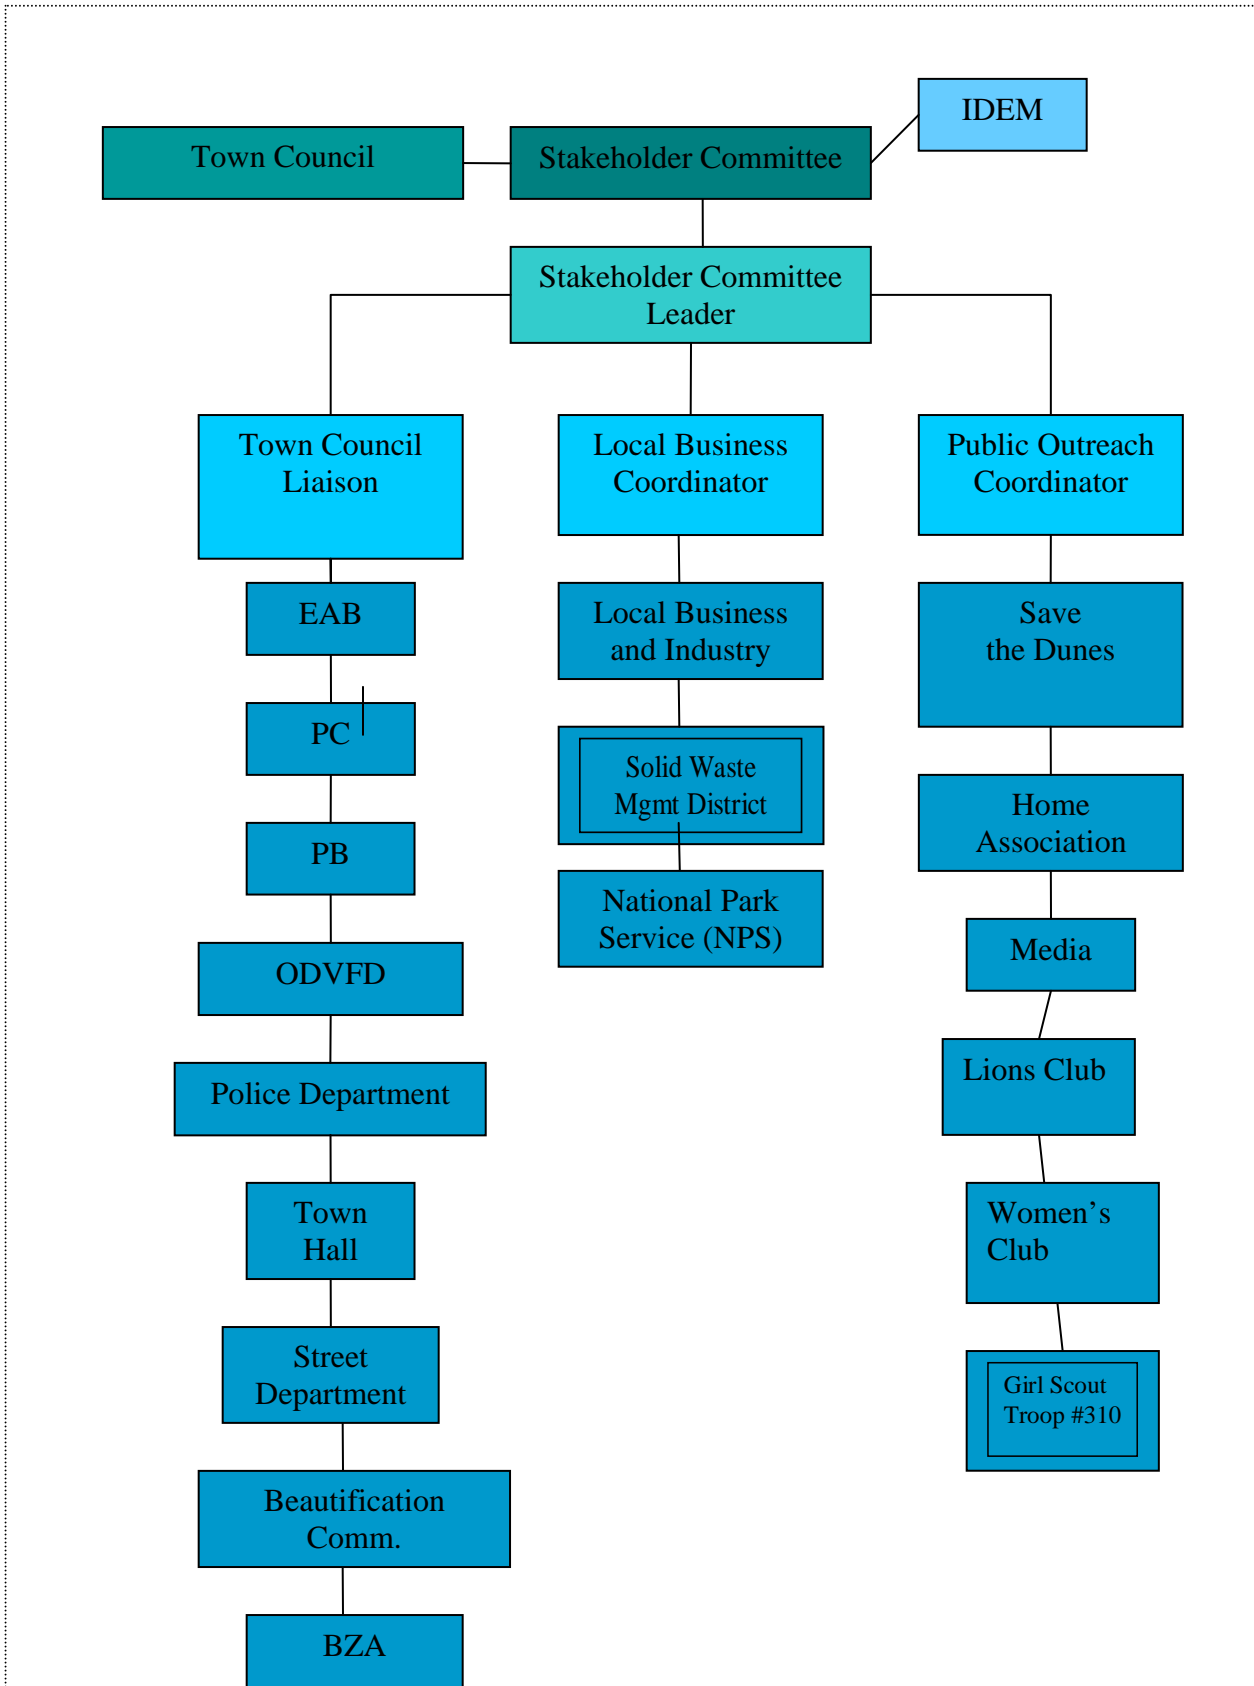 IDEM
Town Council
Stakeholder Committee
Stakeholder Committee
Leader
Town Council
Liaison
EAB
PC
PB
ODVFD
Police Department
Town
Hall
Street
Department
Beautification
Comm.
BZA
Local Business
Coordinator
Local Business
and Industry
Solid Waste
Mgmt District
National Park
Service (NPS)
Public Outreach
Coordinator
Save
the Dunes
Home
Association
Media
Lions Club
Women’s
Club
Girl Scout
Troop #310